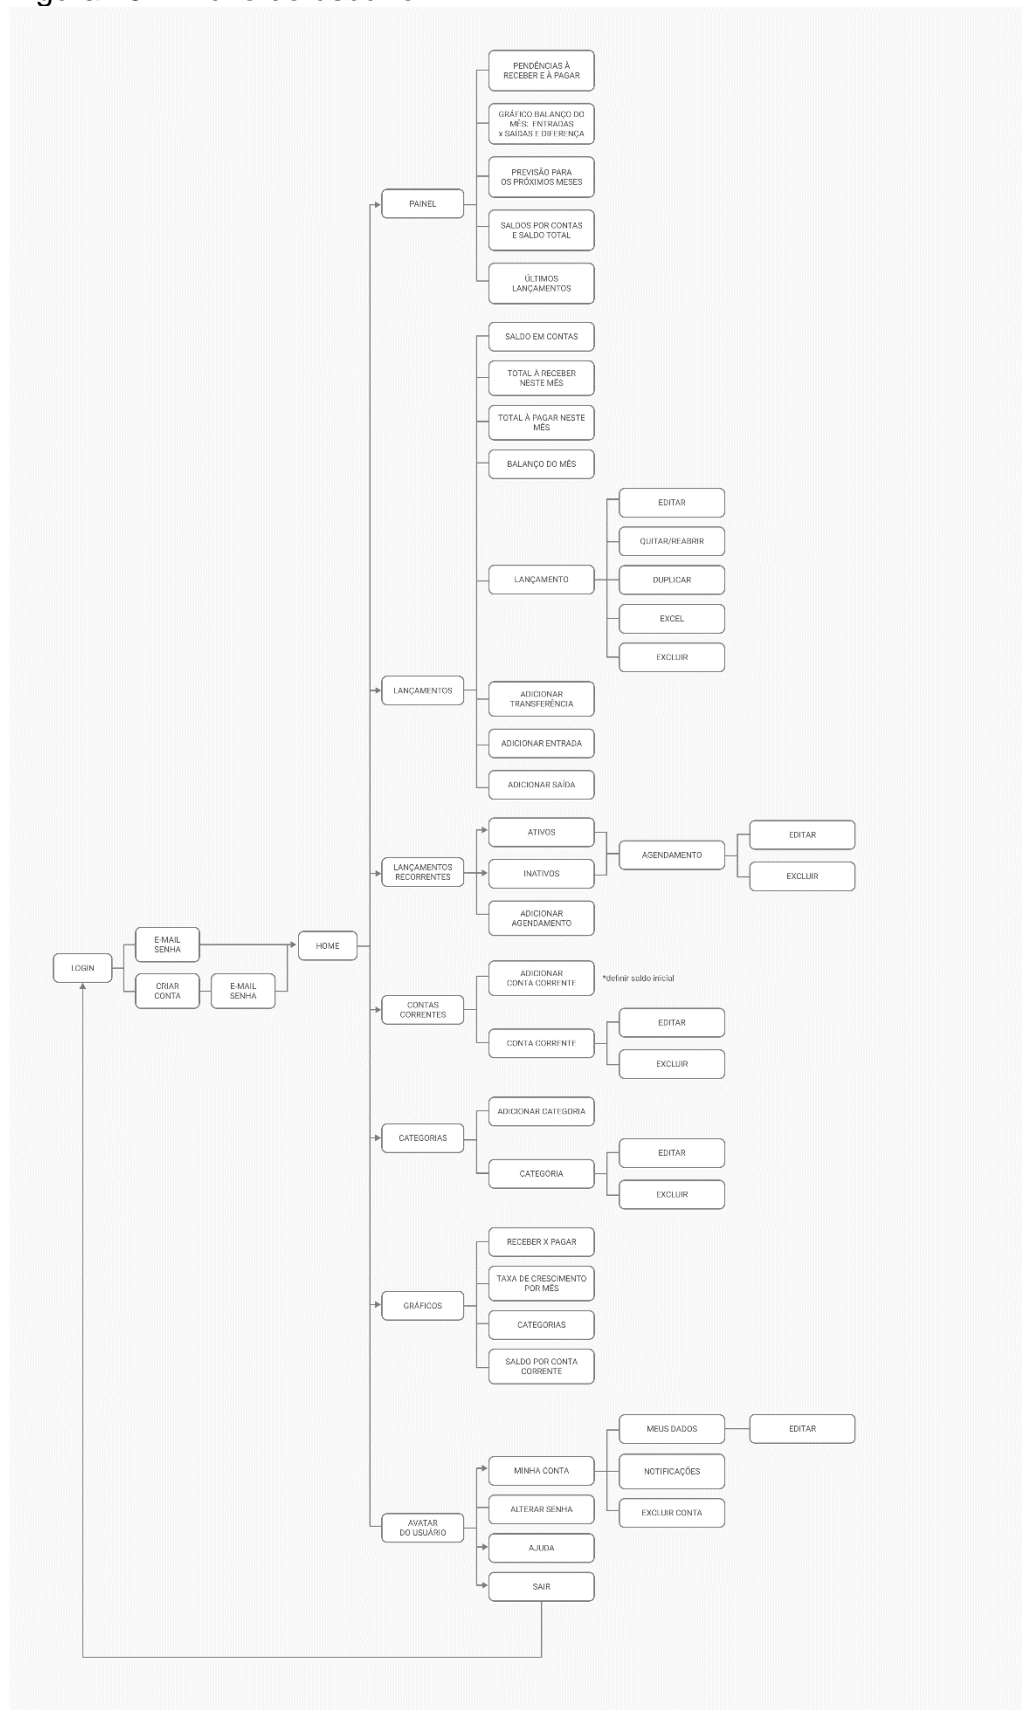 PENDÊNCIAS À
RECEBER E À PAGAR
GRÁFICO BALANÇO DO
MÊS: ENTRADAS
x SAÍDAS E DIFERENÇA
PREVISÃO PARA
OS PRÓXIMOS MESES
PAINEL
SALDOS POR CONTAS
E SALDO TOTAL
ÚLTIMOS
LANÇAMENTOS
SALDO EM CONTAS
TOTAL À RECEBER
NESTE MÊS
TOTAL À PAGAR NESTE
MÊS
BALANÇO DO MÊS
EDITAR
QUITAR/REABRIR
LANÇAMENTO
DUPLICAR
EXCEL
EXCLUIR
LANÇAMENTOS
ADICIONAR
TRANSFERÊNCIA
ADICIONAR ENTRADA
ADICIONAR SAÍDA
ATIVOS
EDITAR
LANÇAMENTOS
RECORRENTES
INATIVOS
AGENDAMENTO
EXCLUIR
ADICIONAR
AGENDAMENTO
LOGIN
E-MAIL
SENHA
CRIAR
CONTA
E-MAIL
SENHA
HOME
CONTAS
CORRENTES
ADICIONAR
CONTA CORRENTE
*definir saldo inicial
CONTA CORRENTE
EDITAR
EXCLUIR
CATEGORIAS
ADICIONAR CATEGORIA
CATEGORIA
EDITAR
EXCLUIR
GRÁFICOS
RECEBER X PAGAR
TAXA DE CRESCIMENTO
POR MÊS
CATEGORIAS
SALDO POR CONTA
CORRENTE
AVATAR
DO USUÁRIO
MINHA CONTA
MEUS DADOS
EDITAR
NOTIFICAÇÕES
EXCLUIR CONTA
ALTERAR SENHA
AJUDA
SAIR